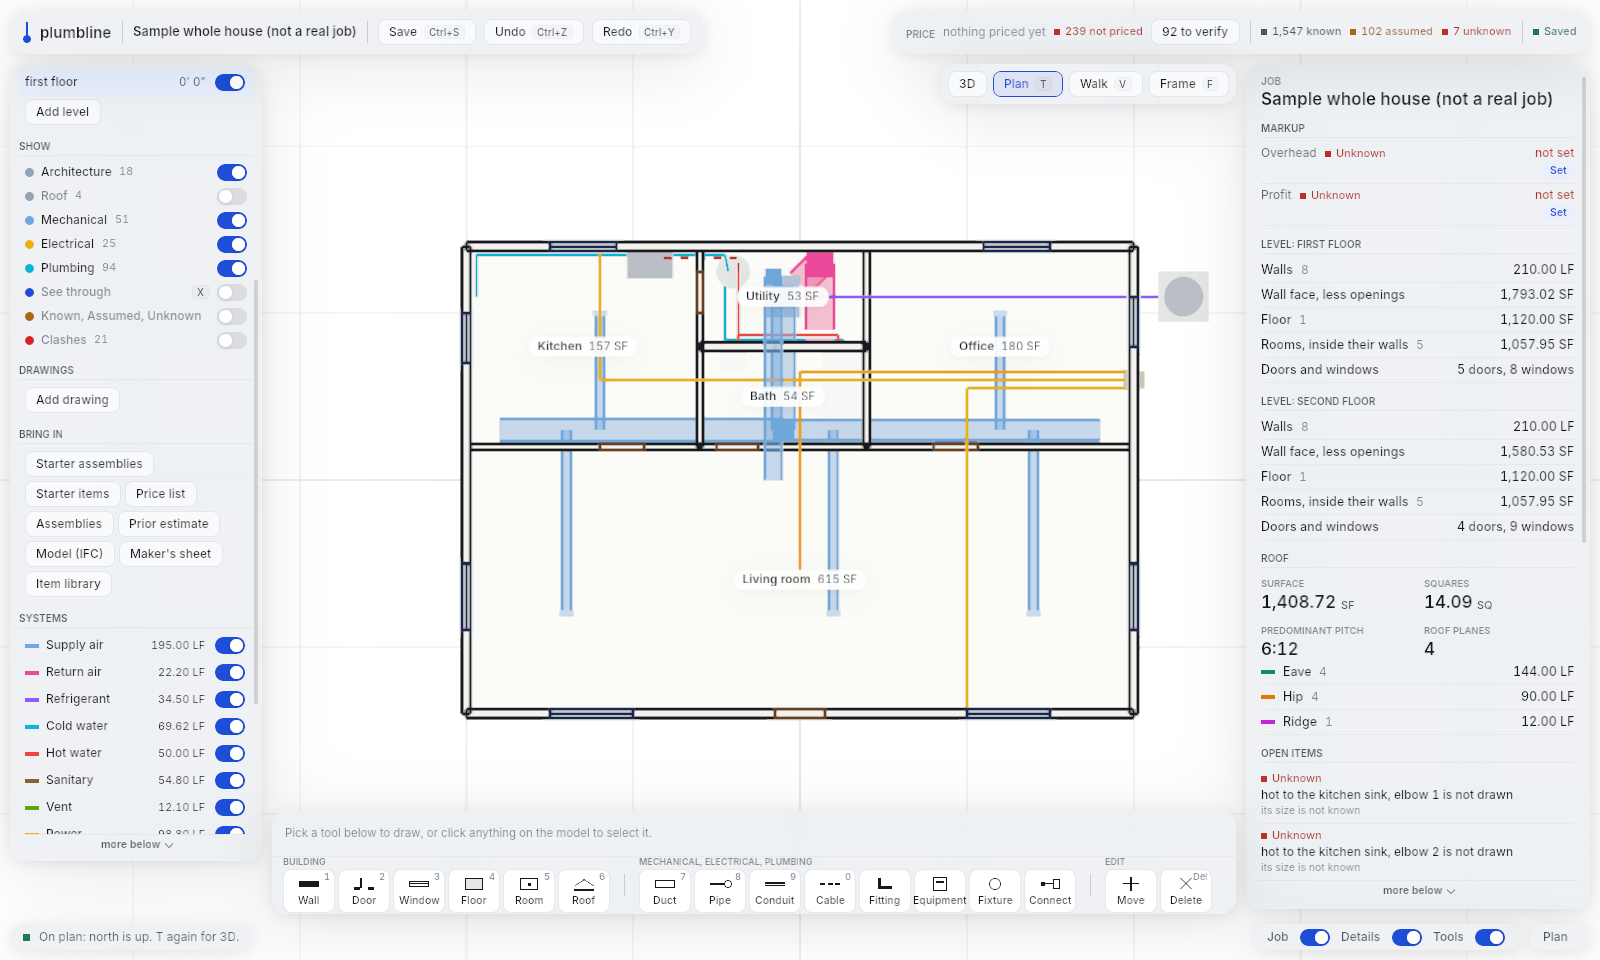 plumbline
Sample whole house (not a real job)
Save Ctrl+S
Undo Ctrl+Z
Redo Ctrl+Y
PRICE nothing priced yet 239 not priced 92 to verify 1,547 known 102 assumed 7 unknown Saved
3D
Plan T
Walk V
Frame F
first floor 0' 0"
Add level
SHOW
Architecture 18
Roof 4
Mechanical 51
Electrical 25
Plumbing 94
See through X
Known, Assumed, Unknown
Clashes 21
DRAWINGS
Add drawing
BRING IN
Starter assemblies
Starter items Price list
Assemblies Prior estimate
Model (IFC) Maker's sheet
Item library
SYSTEMS
Supply air 195.00 LF
Return air 22.20 LF
Refrigerant 34.50 LF
Cold water 69.62 LF
Hot water 50.00 LF
Sanitary 54.80 LF
Vent 12.10 LF
Power 98.80 LF
more below
On plan: north is up. T again for 3D.
Utility 53 SF
Kitchen 157 SF
Office 180 SF
Bath 54 SF
Living room 615 SF
Pick a tool below to draw, or click anything on the model to select it.
BUILDING
Wall 1
Door 2
Window 3
Floor 4
Room 5
Roof 6
MECHANICAL, ELECTRICAL, PLUMBING
Duct 7
Pipe 8
Conduit 9
Cable 0
Fitting
Equipment
Fixture
Connect
EDIT
Move
Delete Del
JOB
Sample whole house (not a real job)
MARKUP
Overhead Unknown not set
Set
Profit Unknown not set
Set
LEVEL: FIRST FLOOR
Walls 8 210.00 LF
Wall face, less openings 1,793.02 SF
Floor 1 1,120.00 SF
Rooms, inside their walls 5 1,057.95 SF
Doors and windows 5 doors, 8 windows
LEVEL: SECOND FLOOR
Walls 8 210.00 LF
Wall face, less openings 1,580.53 SF
Floor 1 1,120.00 SF
Rooms, inside their walls 5 1,057.95 SF
Doors and windows 4 doors, 9 windows
ROOF
SURFACE SQUARES
1,408.72 SF 14.09 SQ
PREDOMINANT PITCH ROOF PLANES
6:12 4
Eave 4 144.00 LF
Hip 4 90.00 LF
Ridge 1 12.00 LF
OPEN ITEMS
Unknown
hot to the kitchen sink, elbow 1 is not drawn
its size is not known
Unknown
hot to the kitchen sink, elbow 2 is not drawn
its size is not known
more below
Job Details Tools Plan